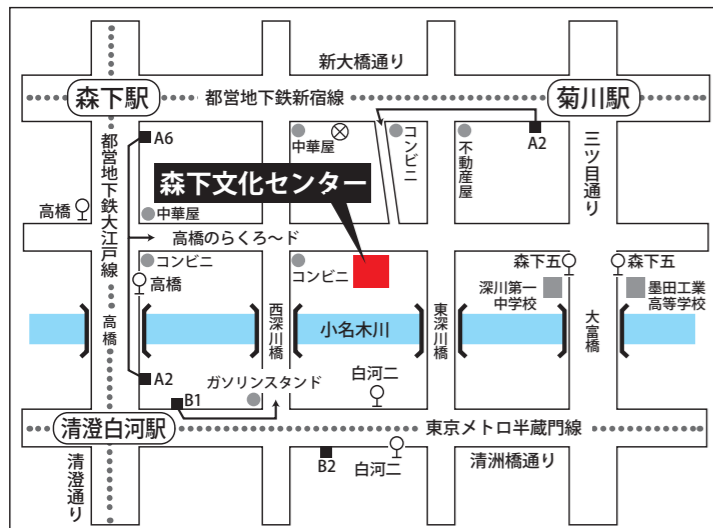 新大橋通り
森下駅
都営地下鉄新宿線
菊川駅
A6
中華屋
コンビニ
不動産屋
A2
三ツ目通り
都営地下鉄大江戸線
森下文化センター
高橋
中華屋
高橋のらくろ〜ド
コンビニ
高橋
コンビニ
森下五
森下五
深川第一
中学校
墨田工業
高等学校
高橋
西深川橋
小名木川
東深川橋
大富橋
A2
B1
ガソリンスタンド
白河二
清澄白河駅
東京メトロ半蔵門線
清澄通り
B2
白河二
清洲橋通り